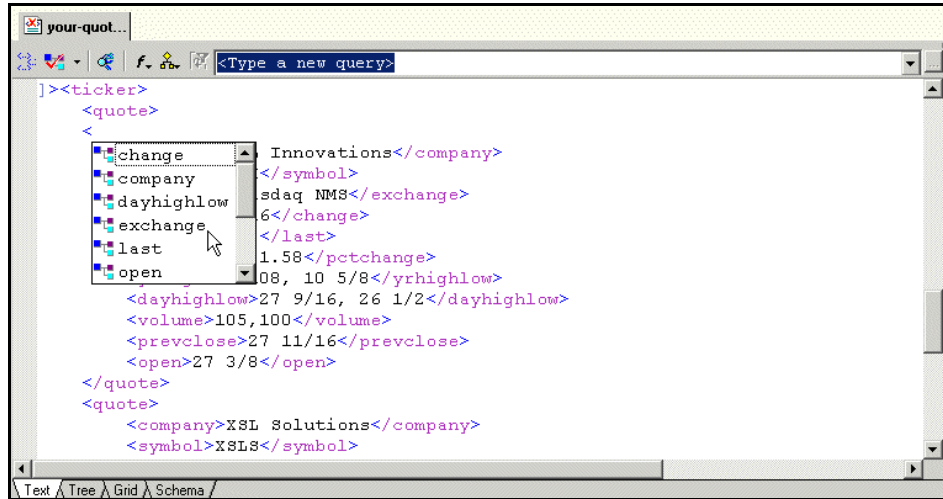 your-quot...
<Type a new query>
]><ticker>
<quote>
<
change
company
dayhighlow
exchange
last
open
Innovations</company>
</symbol>
sdaq NMS</exchange>
6</change>
</last>
1.58</pctchange>
08, 10 5/8</yrhighlow>
<dayhighlow>27 9/16, 26 1/2</dayhighlow>
<volume>105,100</volume>
<prevclose>27 11/16</prevclose>
<open>27 3/8</open>
</quote>
<quote>
<company>XSL Solutions</company>
<symbol>XSLS</symbol>
Text Tree Grid Schema